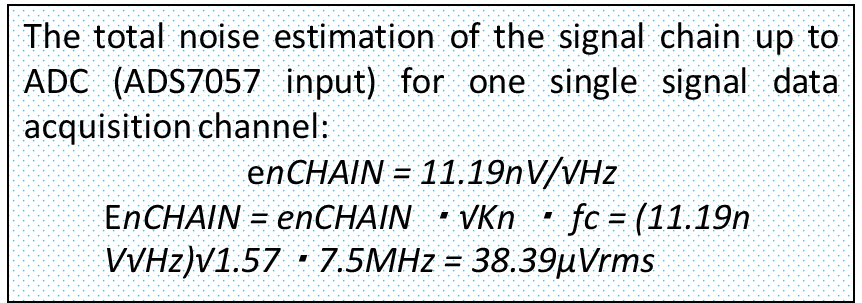 The total noise estimation of the signal chain up to
ADC (ADS7057 input) for one single signal data
acquisition channel:
enCHAIN = 11.19nV/√Hz
EnCHAIN = enCHAIN ・√Kn ・ fc = (11.19n
V√Hz)√1.57 ・7.5MHz = 38.39μVrms